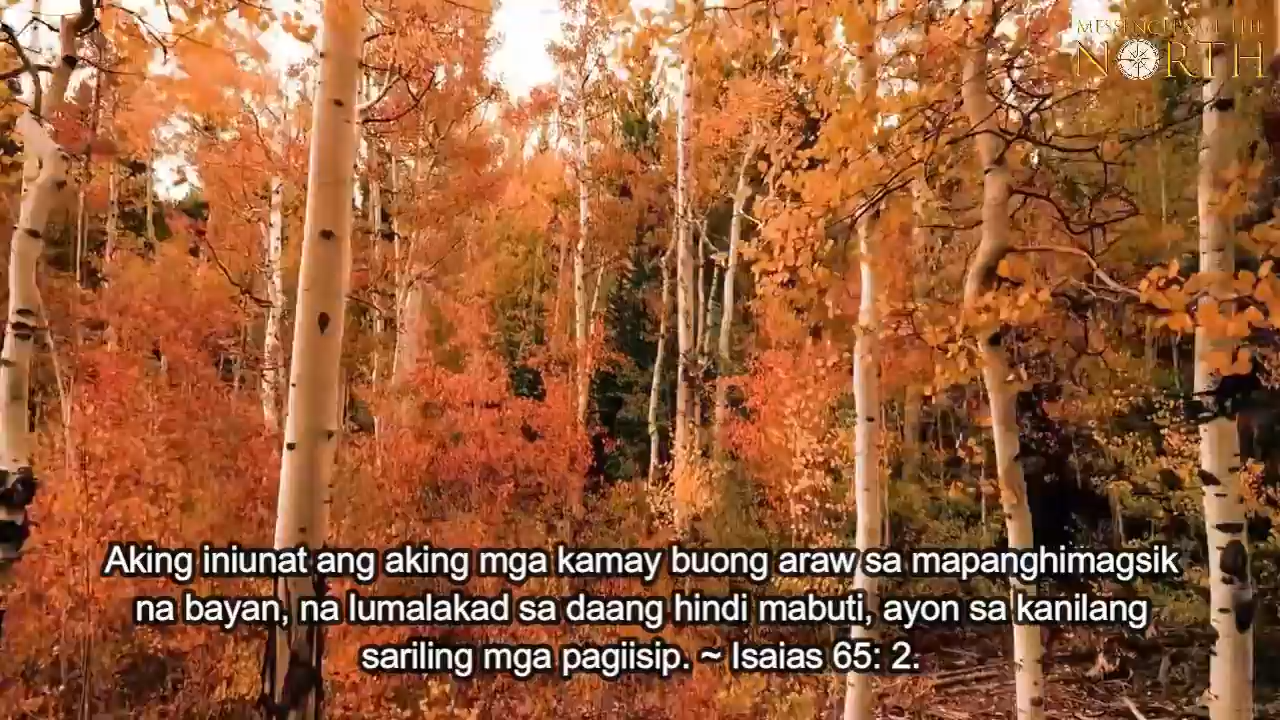 MESSENGERS OF THE
NORTH
Aking iniunat ang aking mga kamay buong araw sa mapanghimagsik
na bayan, na lumalakad sa daang hindi mabuti, ayon sa kanilang
sariling mga pagiisip. ~ Isaias 65: 2.